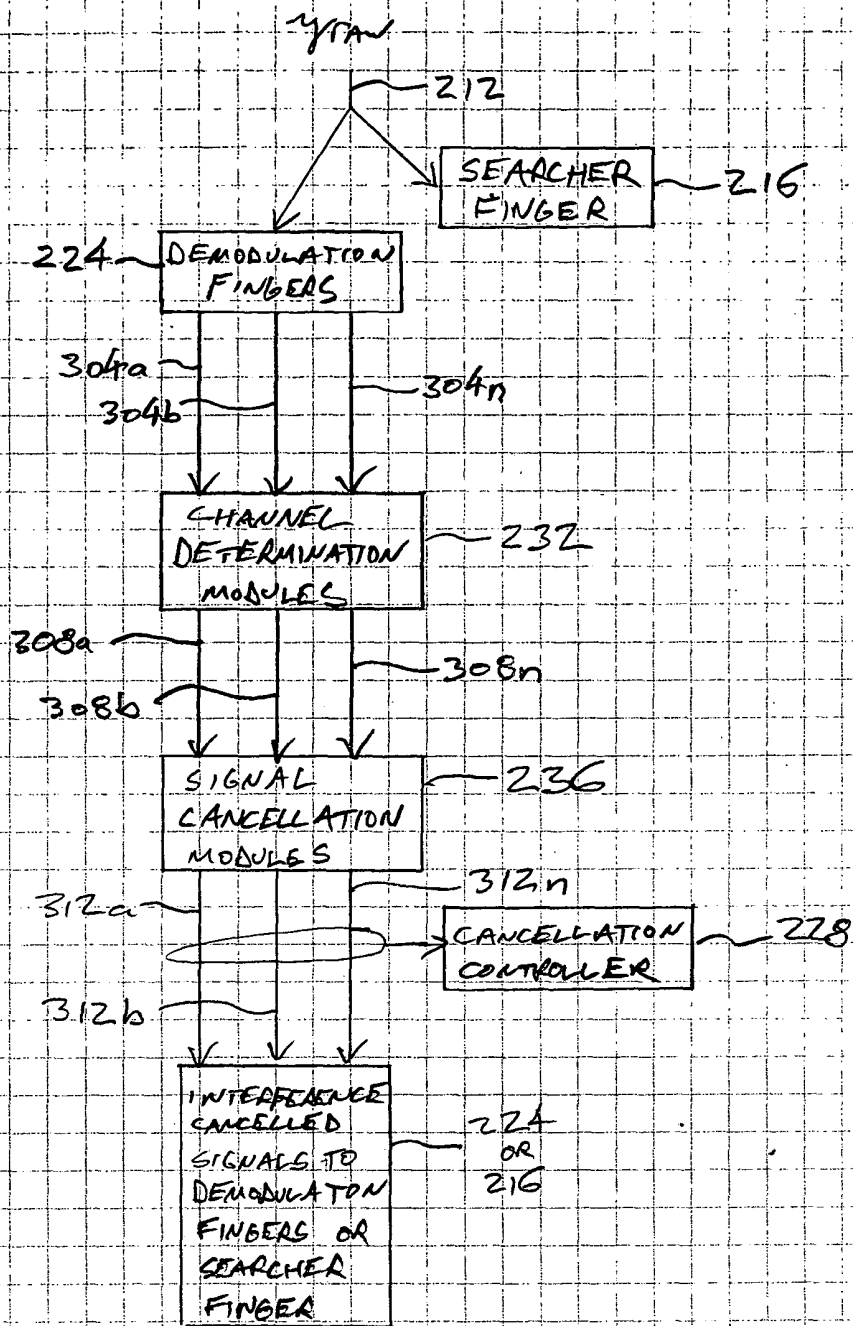 yraw
212
SEARCHER
FINGER
216
224
DEMODULATION
FINGERS
304a
304b
304n
CHANNEL
DETERMINATION
MODULES
232
308a
308b
308n
SIGNAL
CANCELLATION
MODULES
236
312a
312n
CANCELLATION
CONTROLLER
228
312b
INTERFERENCE
CANCELLED
SIGNALS TO
DEMODULATON
FINGERS OR
SEARCHER
FINGER
224
OR
216